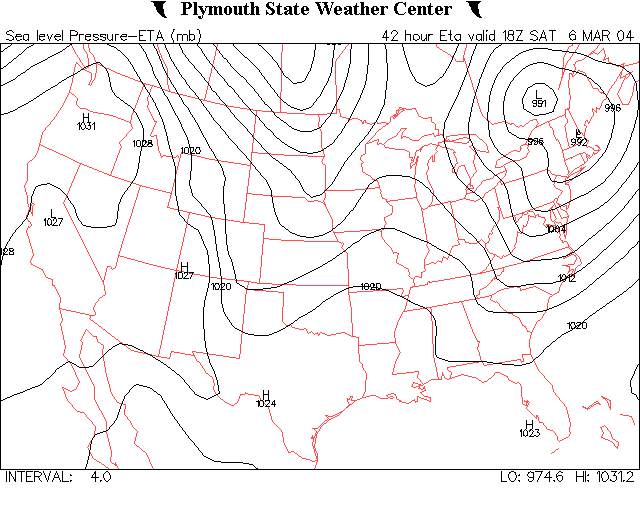 Plymouth State Weather Center
Sea level Pressure-ETA (mb) 42 hour Eta valid 18Z SAT 6 MAR 04
L
991
996
H
1031
996
L
992
1028
1020
L
1027
1004
028
H
1027
1012
1020
1020
1020
H
1024
H
1023
INTERVAL: 4.0 LO: 974.6 HI: 1031.2